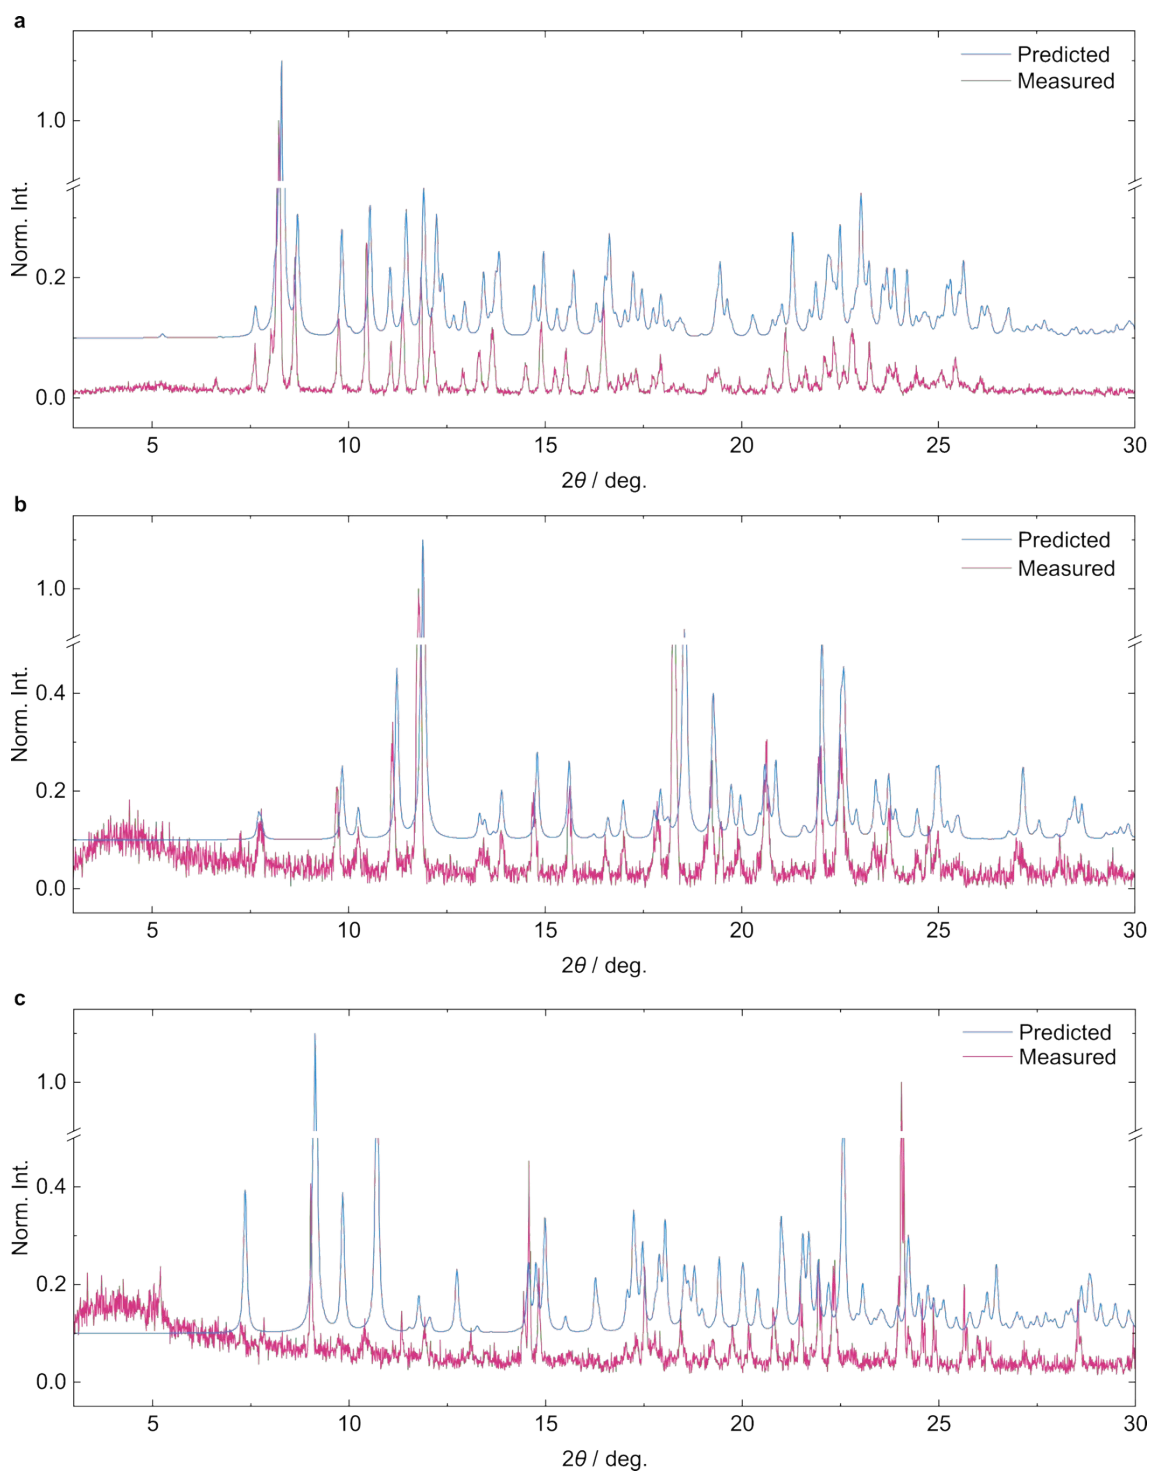 a
Predicted
Measured
1.0
0.2
0.0
Norm. Int.
5 10 15 20 25 30
2θ / deg.
b
Predicted
Measured
1.0
0.4
0.2
0.0
Norm. Int.
5 10 15 20 25 30
2θ / deg.
c
Predicted
Measured
1.0
0.4
0.2
0.0
Norm. Int.
5 10 15 20 25 30
2θ / deg.